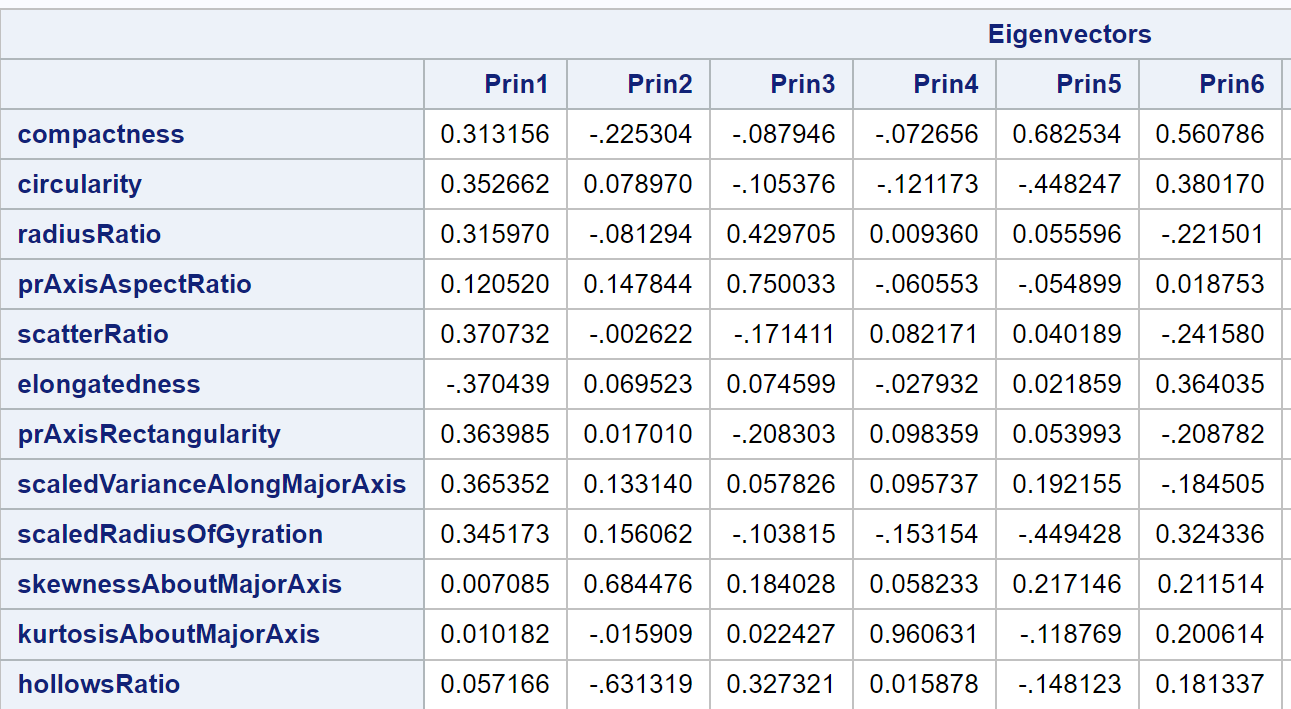 Eigenvectors
Prin1 Prin2 Prin3 Prin4 Prin5 Prin6
compactness 0.313156 -.225304 -.087946 -.072656 0.682534 0.560786
circularity 0.352662 0.078970 -.105376 -.121173 -.448247 0.380170
radiusRatio 0.315970 -.081294 0.429705 0.009360 0.055596 -.221501
prAxisAspectRatio 0.120520 0.147844 0.750033 -.060553 -.054899 0.018753
scatterRatio 0.370732 -.002622 -.171411 0.082171 0.040189 -.241580
elongatedness -.370439 0.069523 0.074599 -.027932 0.021859 0.364035
prAxisRectangularity 0.363985 0.017010 -.208303 0.098359 0.053993 -.208782
scaledVarianceAlongMajorAxis 0.365352 0.133140 0.057826 0.095737 0.192155 -.184505
scaledRadiusOfGyration 0.345173 0.156062 -.103815 -.153154 -.449428 0.324336
skewnessAboutMajorAxis 0.007085 0.684476 0.184028 0.058233 0.217146 0.211514
kurtosisAboutMajorAxis 0.010182 -.015909 0.022427 0.960631 -.118769 0.200614
hollowsRatio 0.057166 -.631319 0.327321 0.015878 -.148123 0.181337